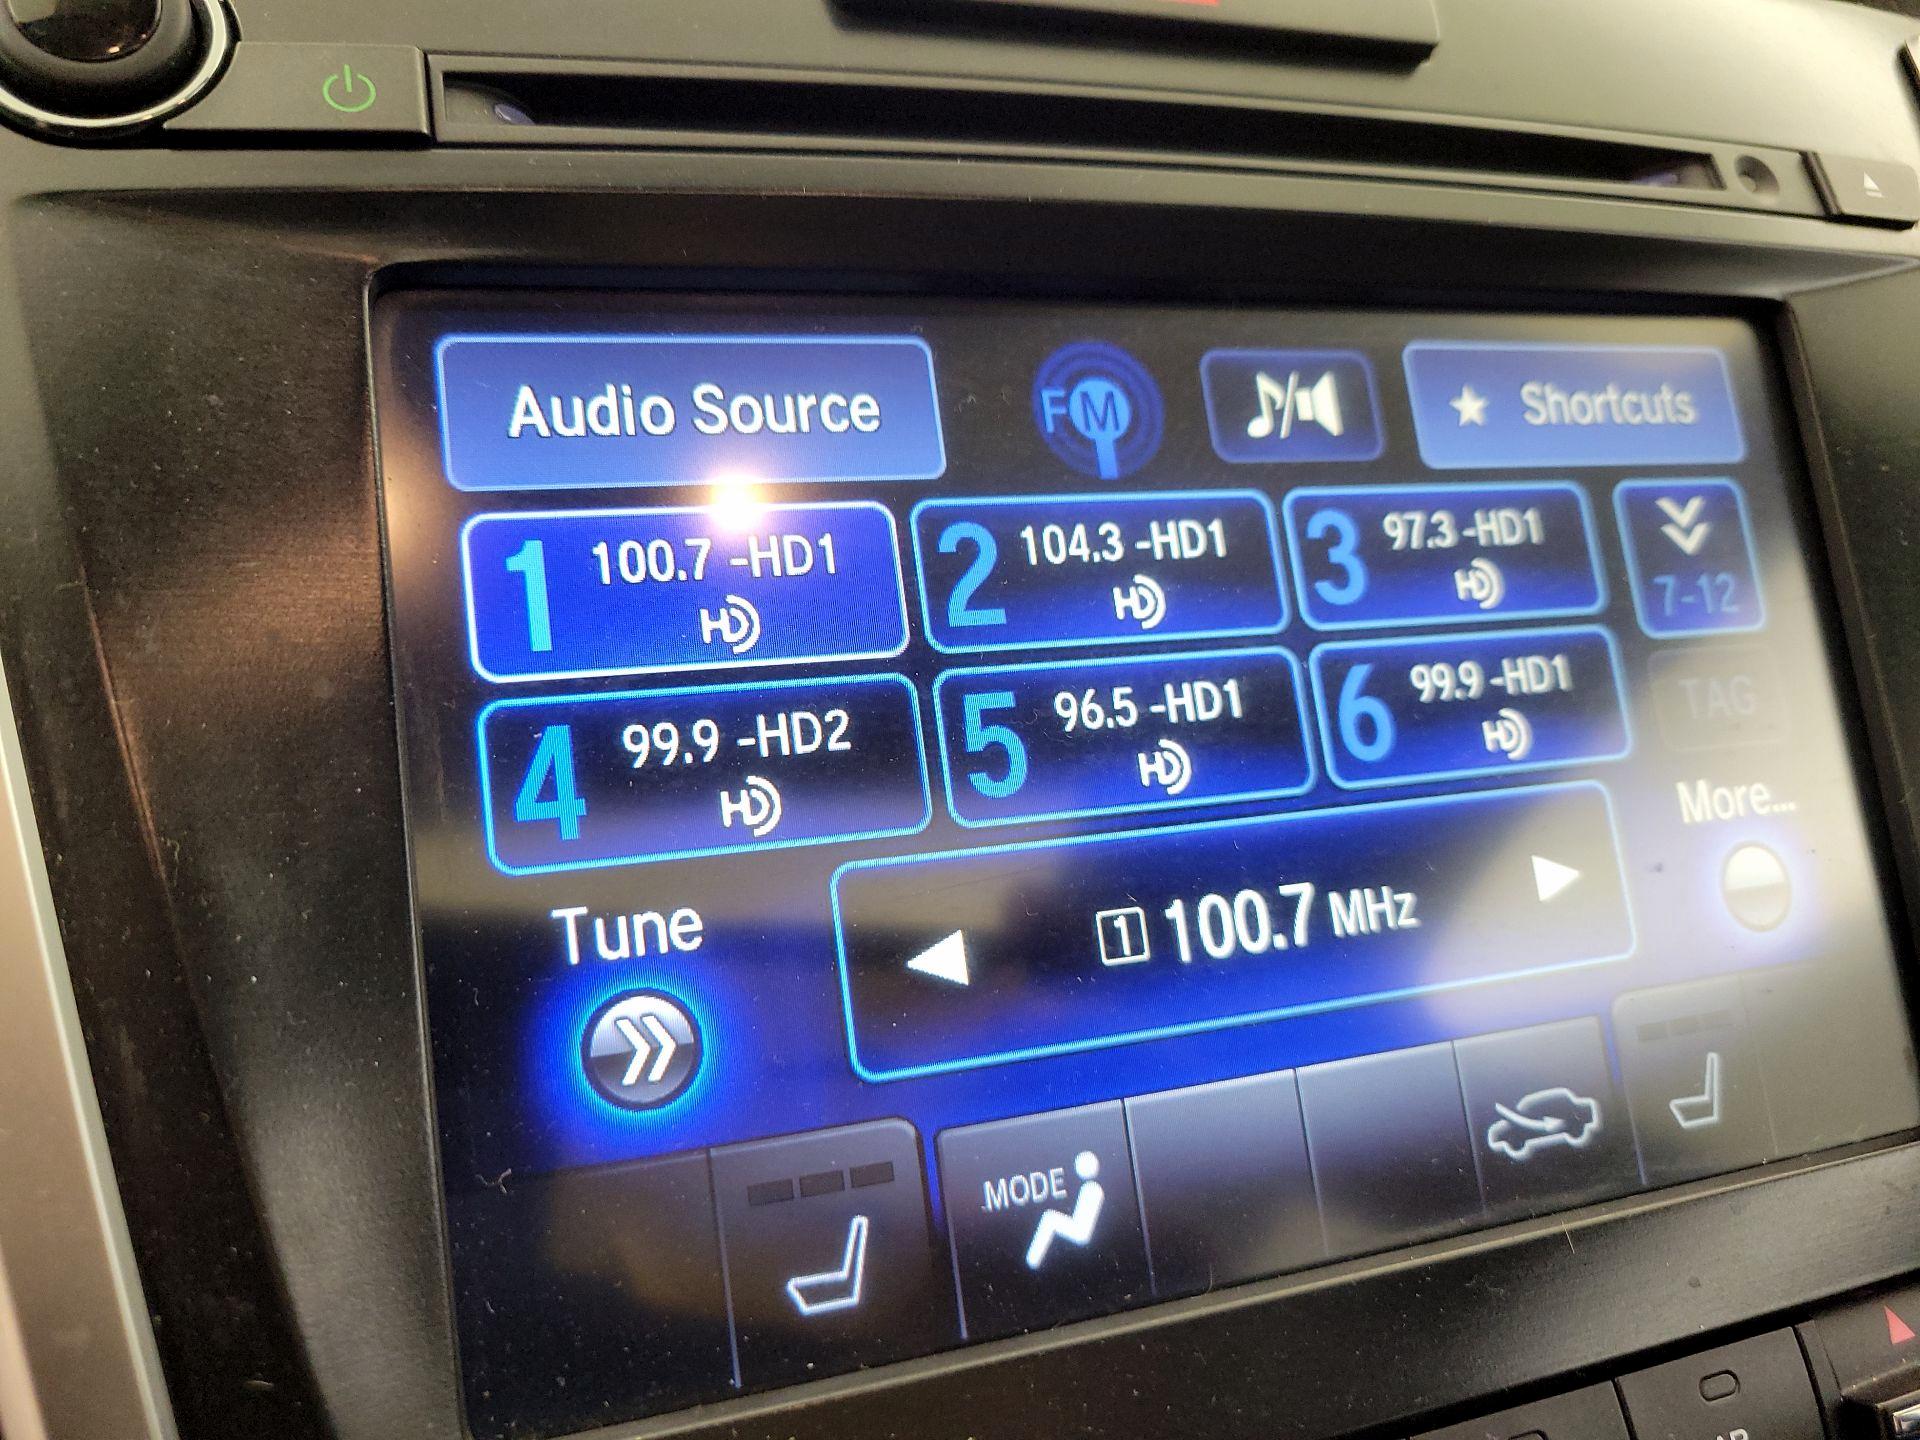 Audio Source
FM
★ Shortcuts
1 100.7 -HD1
HD
2 104.3 -HD1
HD
3 97.3 -HD1
HD
7-12
4 99.9 -HD2
HD
5 96.5 -HD1
HD
6 99.9 -HD1
HD
TAG
More...
Tune
1 100.7 MHz
MODE